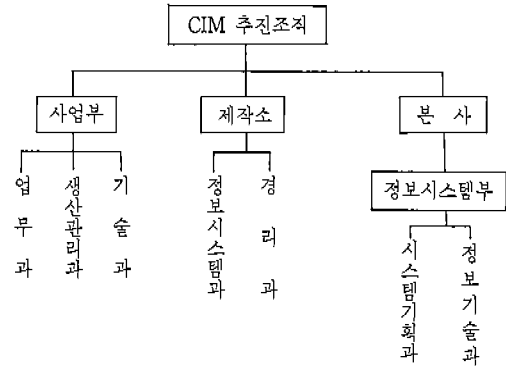 CIM 추진조직
사업부
제작소
본 사
업무과
생산관리과
기술과
정보시스템과
경리과
정보시스템부
시스템기획과
정보기술과